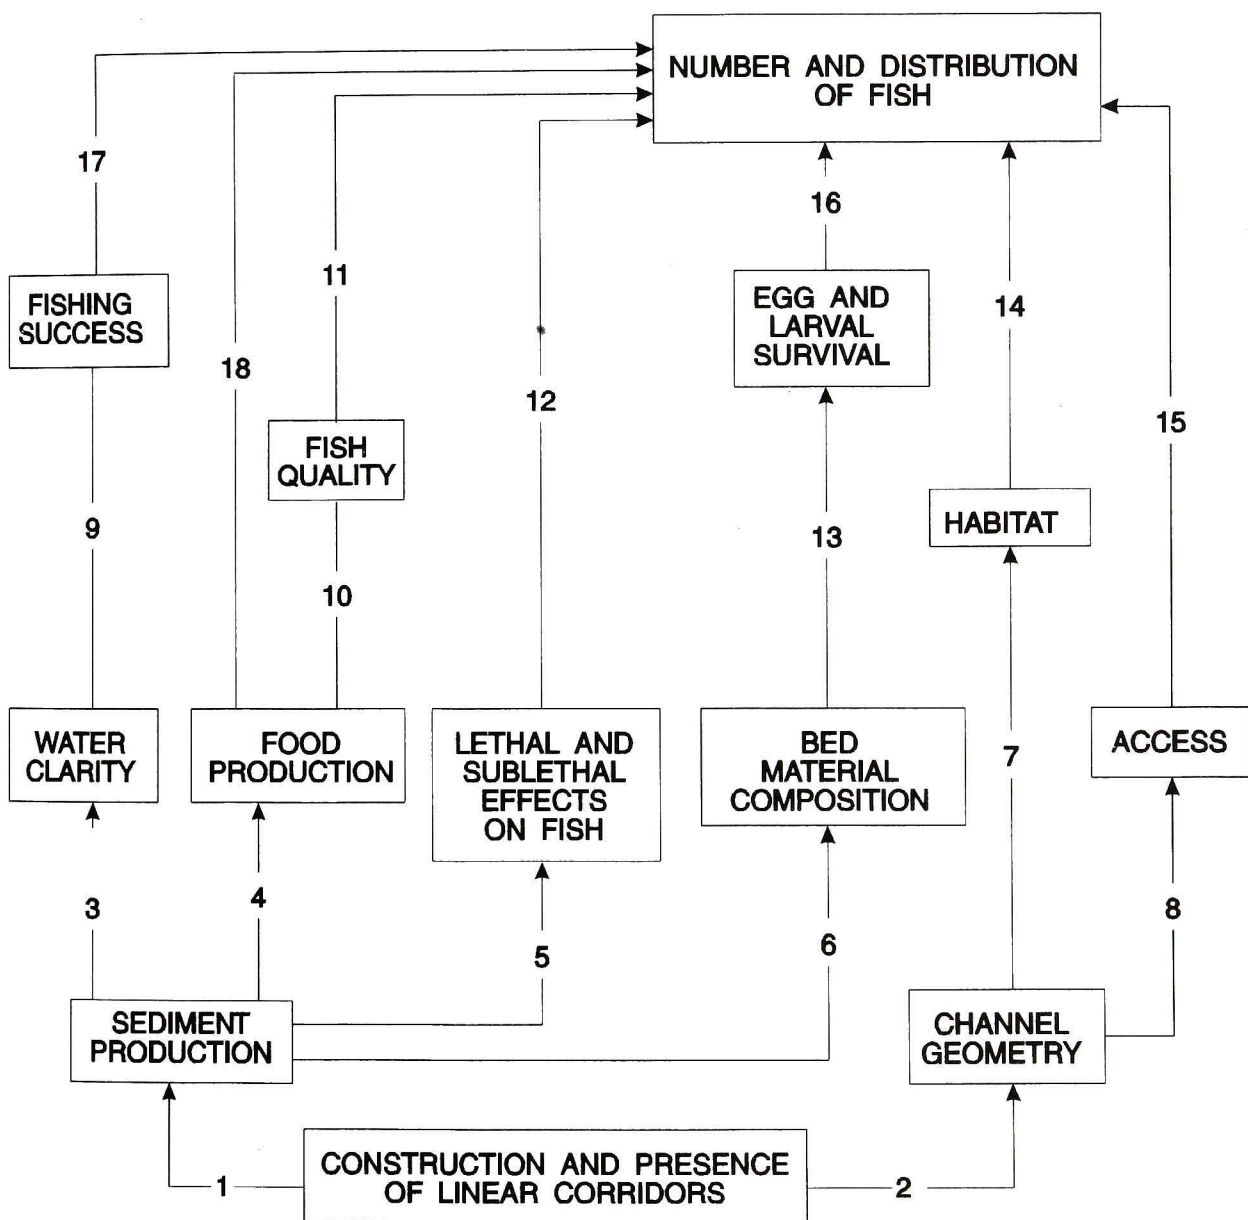 NUMBER AND DISTRIBUTION
OF FISH
17
16
11
EGG AND
LARVAL
SURVIVAL
FISHING
SUCCESS
14
18
12
15
FISH
QUALITY
HABITAT
9
13
10
WATER
CLARITY
FOOD
PRODUCTION
LETHAL AND
SUBLETHAL
EFFECTS
ON FISH
BED
MATERIAL
COMPOSITION
7
ACCESS
3
4
5
6
8
SEDIMENT
PRODUCTION
CHANNEL
GEOMETRY
1
CONSTRUCTION AND PRESENCE
OF LINEAR CORRIDORS
2